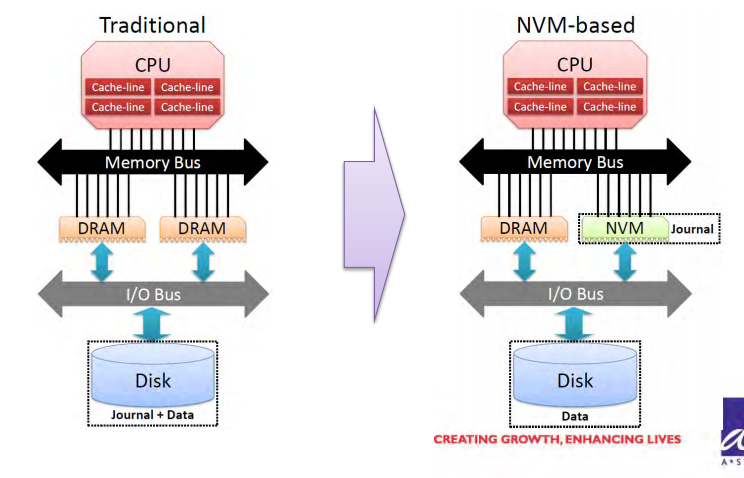 Traditional
CPU
Cache-line Cache-line
Cache-line Cache-line
Memory Bus
DRAM DRAM
I/O Bus
Disk
Journal + Data
NVM-based
CPU
Cache-line Cache-line
Cache-line Cache-line
Memory Bus
DRAM NVM Journal
I/O Bus
Disk
Data
CREATING GROWTH, ENHANCING LIVES